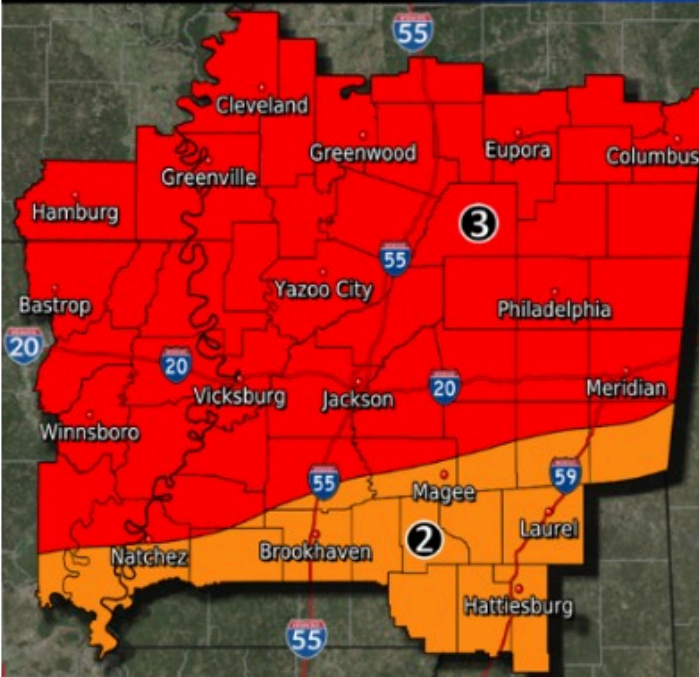 55
Cleveland
Greenwood
Eupora
Columbus
Greenville
Hamburg
3
55
Yazoo City
Bastrop
Philadelphia
20
20
Vicksburg
Jackson
20
Meridian
Winnsboro
55
Magee
59
Laurel
Natchez
Brookhaven
2
Hattiesburg
55